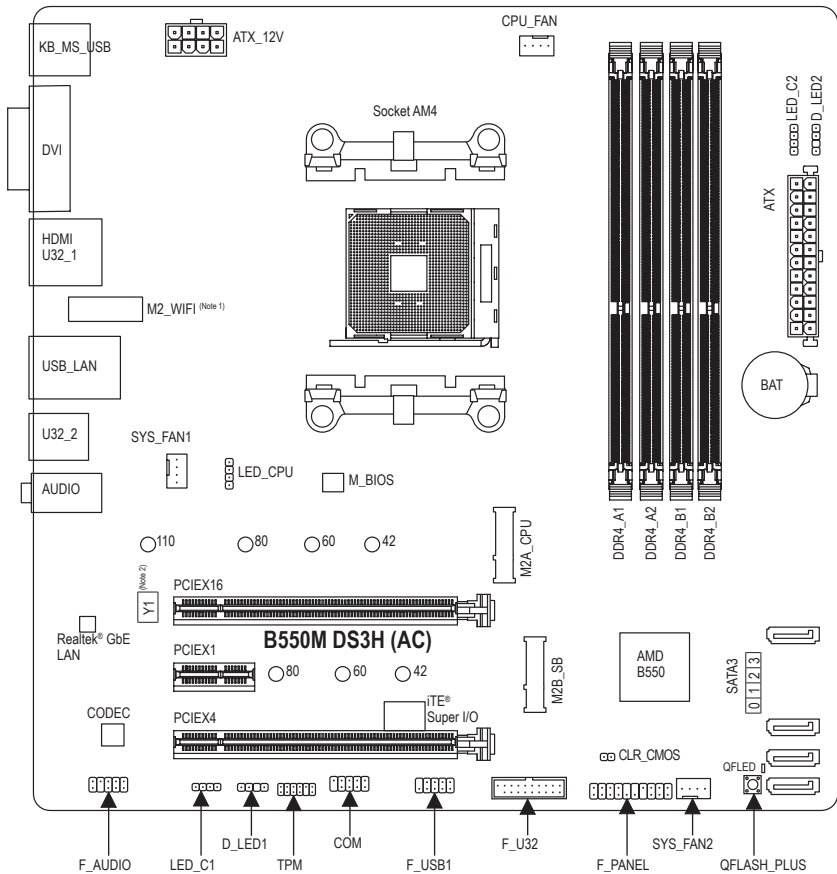 KB_MS_USB
ATX_12V
CPU_FAN
LED_C2
D_LED2
Socket AM4
DVI
ATX
HDMI
U32_1
M2_WIFI (Note 1)
USB_LAN
BAT
U32_2
SYS_FAN1
LED_CPU
M_BIOS
AUDIO
110
80
60
42
M2A_CPU
DDR4_A1
DDR4_A2
DDR4_B1
DDR4_B2
(Note 2)
Y1
PCIEX16
Realtek® GbE
LAN
B550M DS3H (AC)
PCIEX1
80
60
42
M2B_SB
AMD
B550
SATA3
0 1 2 3
iTE®
Super I/O
CODEC
PCIEX4
CLR_CMOS
QFLED
F_AUDIO
LED_C1
D_LED1
TPM
COM
F_USB1
F_U32
F_PANEL
SYS_FAN2
QFLASH_PLUS